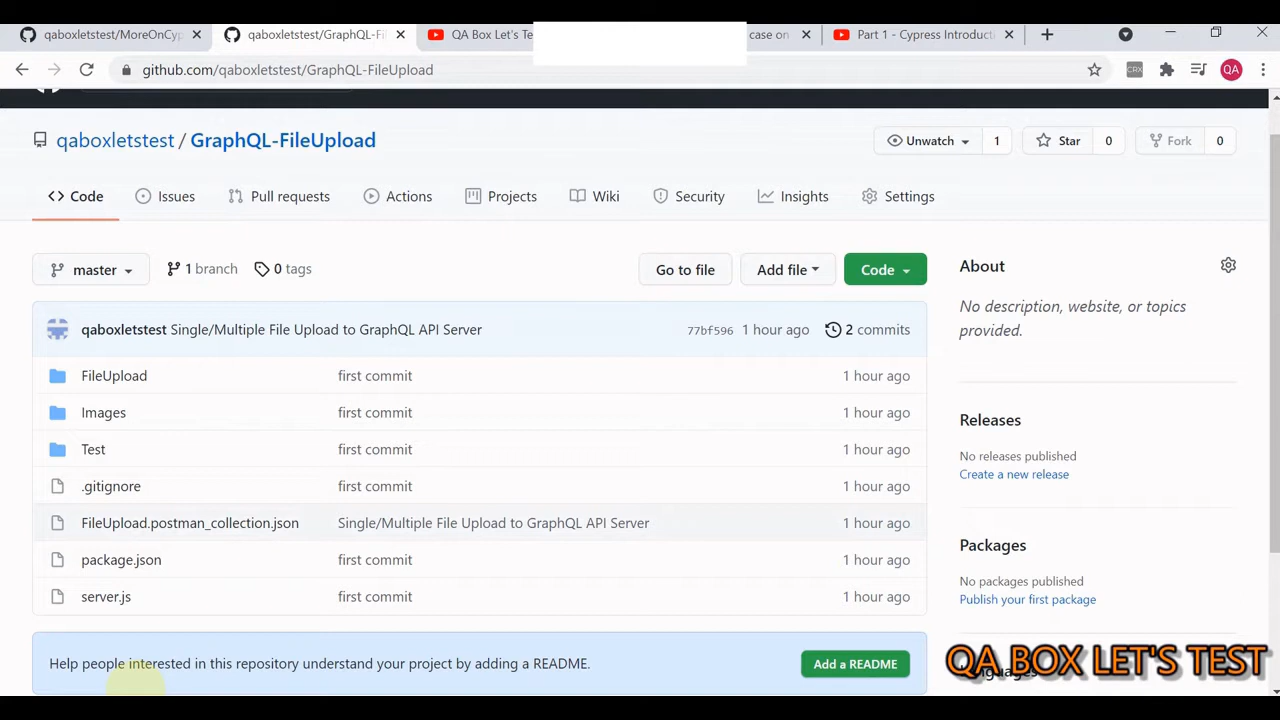 qaboxletstest/MoreOnCyp
qaboxletstest/GraphQL-Fi
QA Box Let's Te
case on
Part 1 - Cypress Introduct
github.com/qaboxletstest/GraphQL-FileUpload
CRX
QA
qaboxletstest / GraphQL-FileUpload
Unwatch 1
Star 0
Fork 0
Code
Issues
Pull requests
Actions
Projects
Wiki
Security
Insights
Settings
master
1 branch
0 tags
Go to file
Add file
Code
About
No description, website, or topics
provided.
qaboxletstest Single/Multiple File Upload to GraphQL API Server 77bf596 1 hour ago 2 commits
FileUpload first commit 1 hour ago
Images first commit 1 hour ago
Test first commit 1 hour ago
.gitignore first commit 1 hour ago
FileUpload.postman_collection.json Single/Multiple File Upload to GraphQL API Server 1 hour ago
package.json first commit 1 hour ago
server.js first commit 1 hour ago
Releases
No releases published
Create a new release
Packages
No packages published
Publish your first package
Help people interested in this repository understand your project by adding a README.
Add a README
QA BOX LET'S TEST